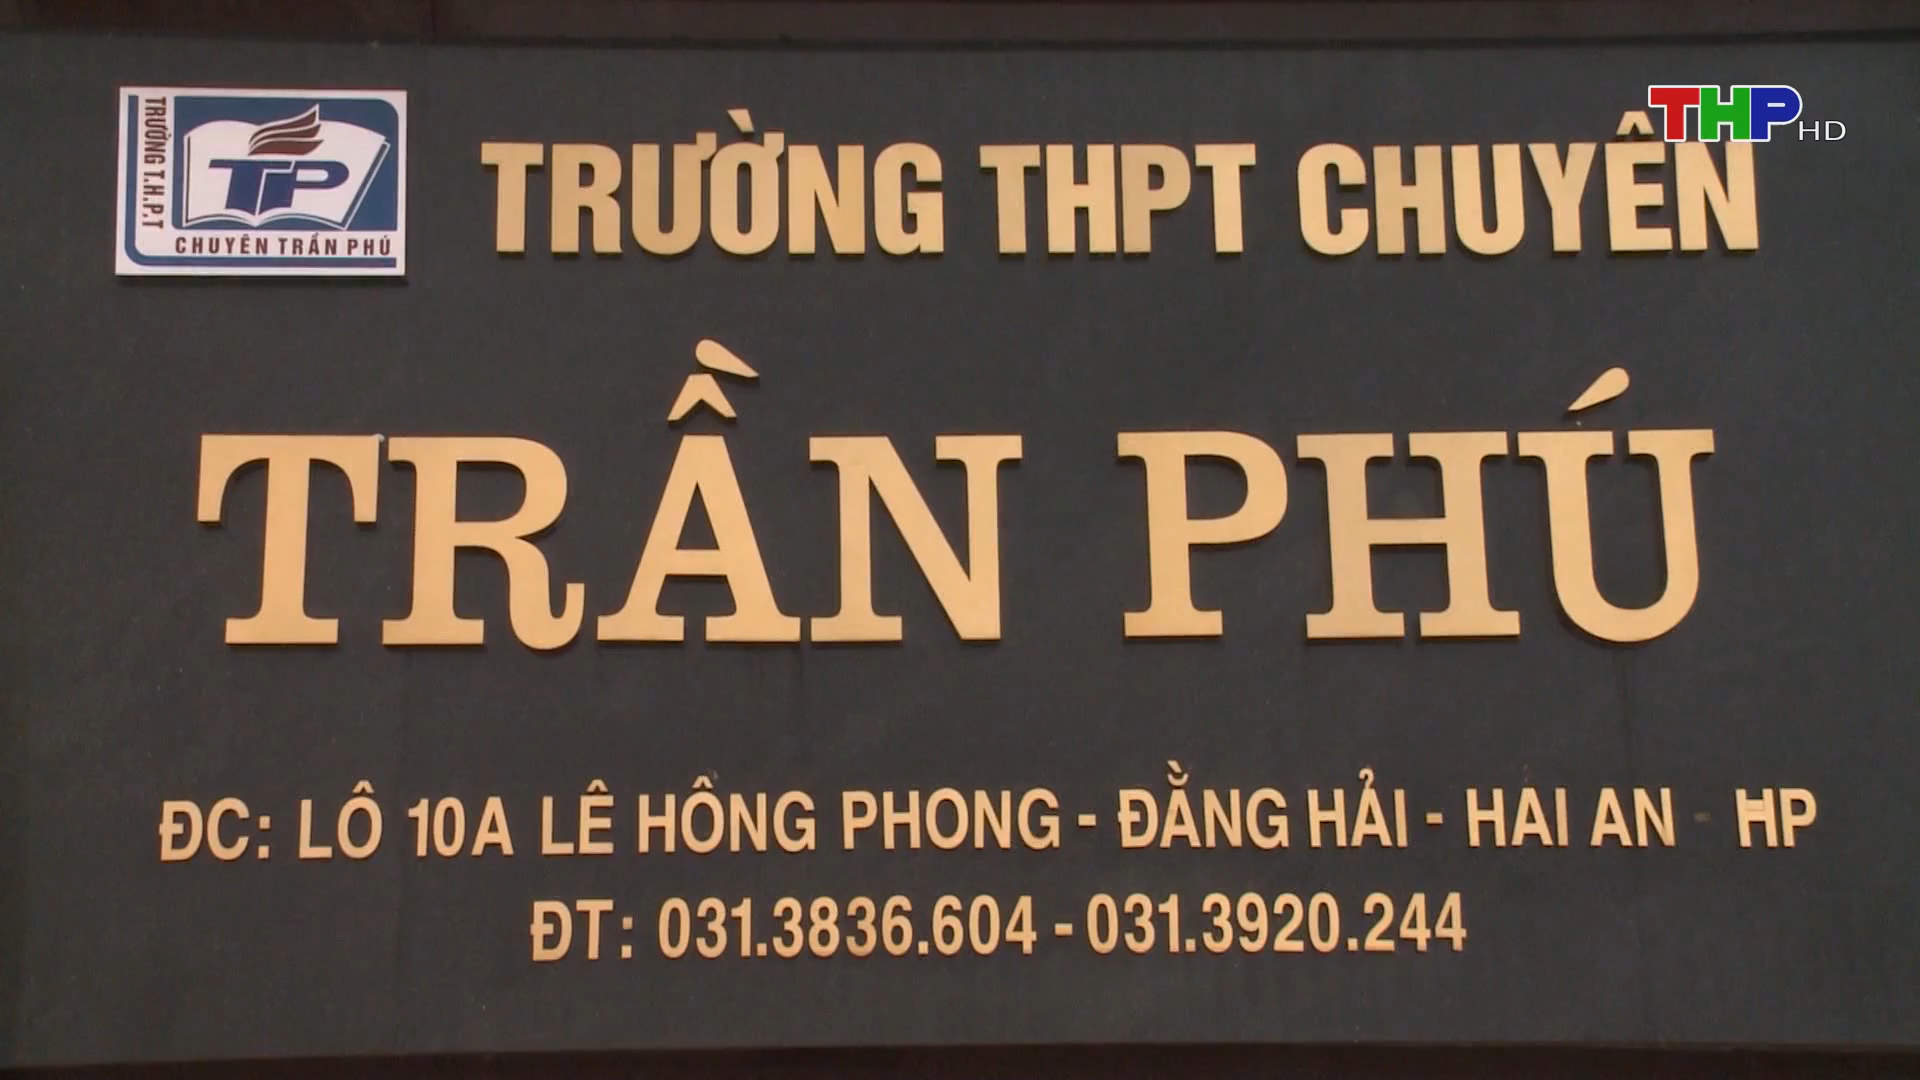 TRƯỜNG T.H.P.T
TP
CHUYÊN TRẦN PHÚ
TRƯỜNG THPT CHUYÊN
THP HD
TRẦN PHÚ
ĐC: LÔ 10A LÊ HÔNG PHONG - ĐẰNG HẢI - HAI AN - HP
ĐT: 031.3836.604 - 031.3920.244